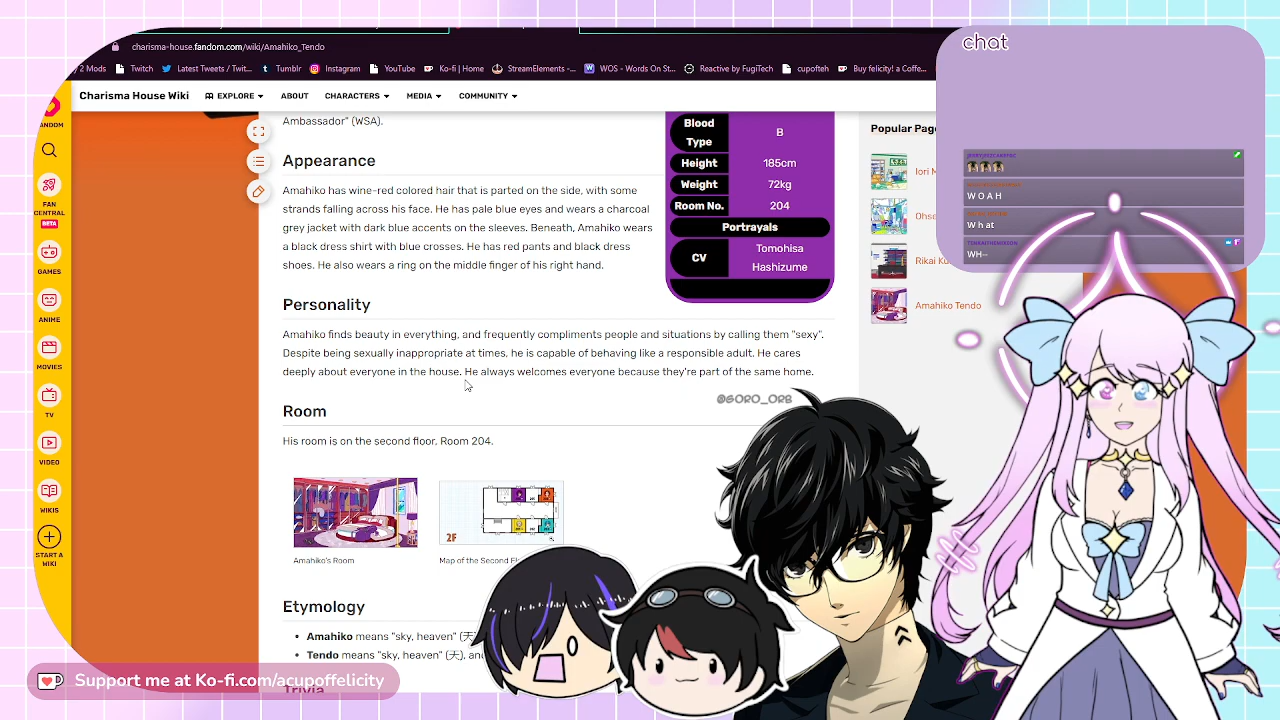 charisma-house.fandom.com/wiki/Amahiko_Tendo
chat
2 Mods
Twitch
Latest Tweets / Twit...
Tumblr
Instagram
YouTube
Ko-fi | Home
StreamElements -...
WOS - Words On St...
Reactive by FugiTech
cupofteh
Buy felicity! a Coffe...
Charisma House Wiki
EXPLORE
ABOUT
CHARACTERS
MEDIA
COMMUNITY
ANDOM
FAN
CENTRAL
BETA
GAMES
ANIME
MOVIES
TV
VIDEO
WIKIS
START A
WIKI
Ambassador" (WSA).
Appearance
Amahiko has wine-red colored hair that is parted on the side, with some
strands falling across his face. He has pale blue eyes and wears a charcoal
grey jacket with dark blue accents on the sleeves. Beneath, Amahiko wears
a black dress shirt with blue crosses. He has red pants and black dress
shoes. He also wears a ring on the middle finger of his right hand.
Personality
Amahiko finds beauty in everything, and frequently compliments people and situations by calling them "sexy".
Despite being sexually inappropriate at times, he is capable of behaving like a responsible adult. He cares
deeply about everyone in the house. He always welcomes everyone because they're part of the same home.
Room
His room is on the second floor, Room 204.
2F
Amahiko's Room
Map of the Second Fl
Etymology
Amahiko means "sky, heaven" (天
Tendo means "sky, heaven" (天), and
Trivia
Blood
Type
B
Height
185cm
Weight
72kg
Room No.
204
Portrayals
CV
Tomohisa
Hashizume
Popular Page
Iori M
Ohse
Rikai Ku
Amahiko Tendo
W O A H
W h at
WH--
@GORO_ORB
Support me at Ko-fi.com/acupoffelicity